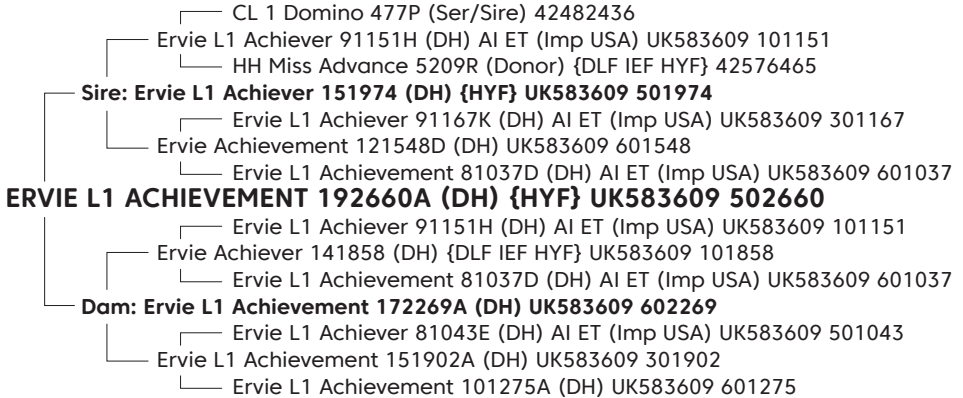 CL 1 Domino 477P (Ser/Sire) 42482436
Ervie L1 Achiever 91151H (DH) AI ET (Imp USA) UK583609 101151
HH Miss Advance 5209R (Donor) {DLF IEF HYF} 42576465
Sire: Ervie L1 Achiever 151974 (DH) {HYF} UK583609 501974
Ervie L1 Achiever 91167K (DH) AI ET (Imp USA) UK583609 301167
Ervie Achievement 121548D (DH) UK583609 601548
Ervie L1 Achievement 81037D (DH) AI ET (Imp USA) UK583609 601037
ERVIE L1 ACHIEVEMENT 192660A (DH) {HYF} UK583609 502660
Ervie L1 Achiever 91151H (DH) AI ET (Imp USA) UK583609 101151
Ervie Achiever 141858 (DH) {DLF IEF HYF} UK583609 101858
Ervie L1 Achievement 81037D (DH) AI ET (Imp USA) UK583609 601037
Dam: Ervie L1 Achievement 172269A (DH) UK583609 602269
Ervie L1 Achiever 81043E (DH) AI ET (Imp USA) UK583609 501043
Ervie L1 Achievement 151902A (DH) UK583609 301902
Ervie L1 Achievement 101275A (DH) UK583609 601275